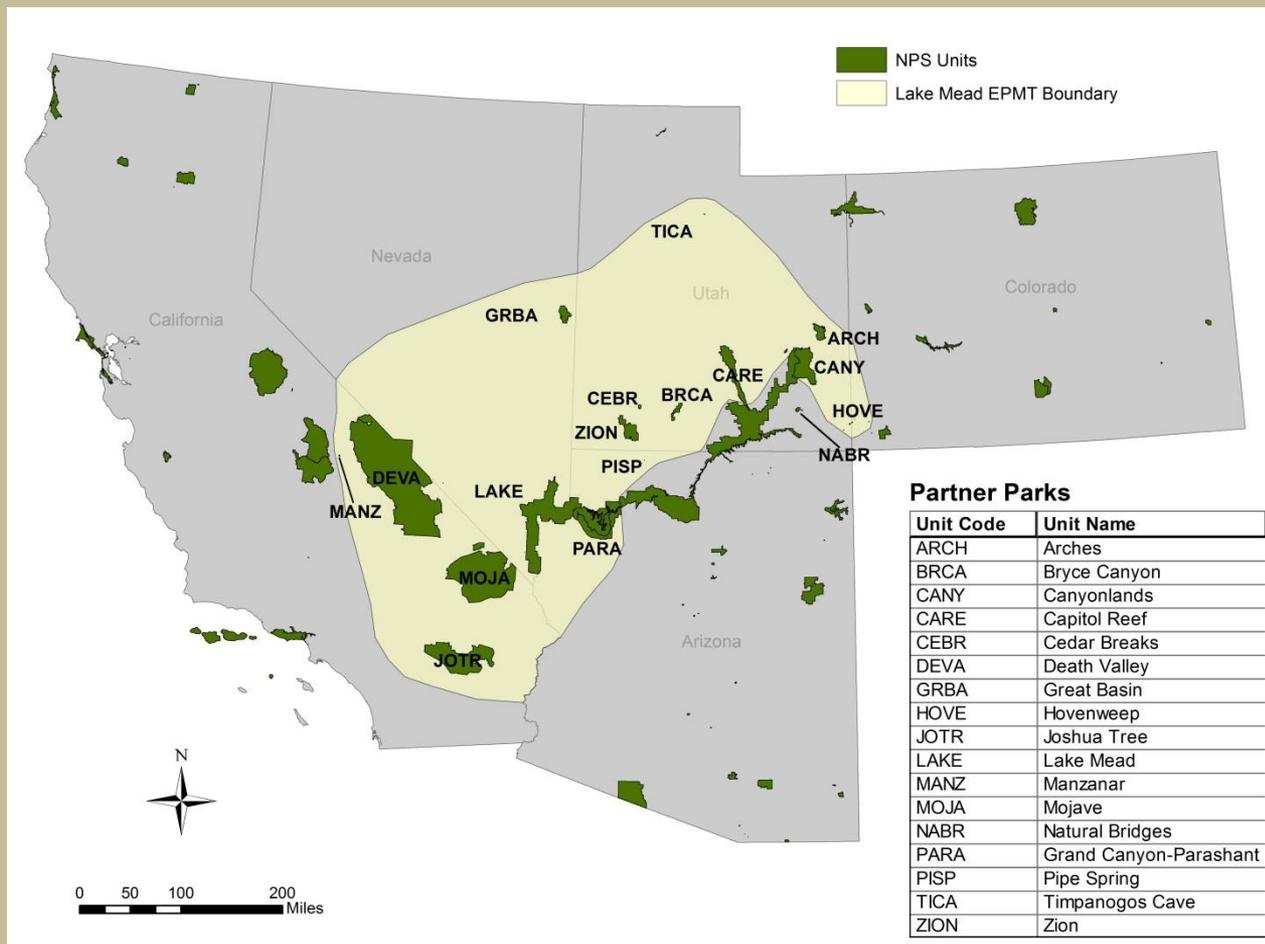 NPS Units
Lake Mead EPMT Boundary
TICA
Nevada
Utah
Colorado
GRBA
California
ARCH
CARE
CANY
CEBR
BRCA
HOVE
ZION
NABR
PISP
DEVA
LAKE
MANZ
PARA
MOJA
Arizona
JOTR
N
0 50 100 200
Miles
Partner Parks
Unit Code Unit Name
ARCH Arches
BRCA Bryce Canyon
CANY Canyonlands
CARE Capitol Reef
CEBR Cedar Breaks
DEVA Death Valley
GRBA Great Basin
HOVE Hovenweep
JOTR Joshua Tree
LAKE Lake Mead
MANZ Manzanar
MOJA Mojave
NABR Natural Bridges
PARA Grand Canyon-Parashant
PISP Pipe Spring
TICA Timpanogos Cave
ZION Zion